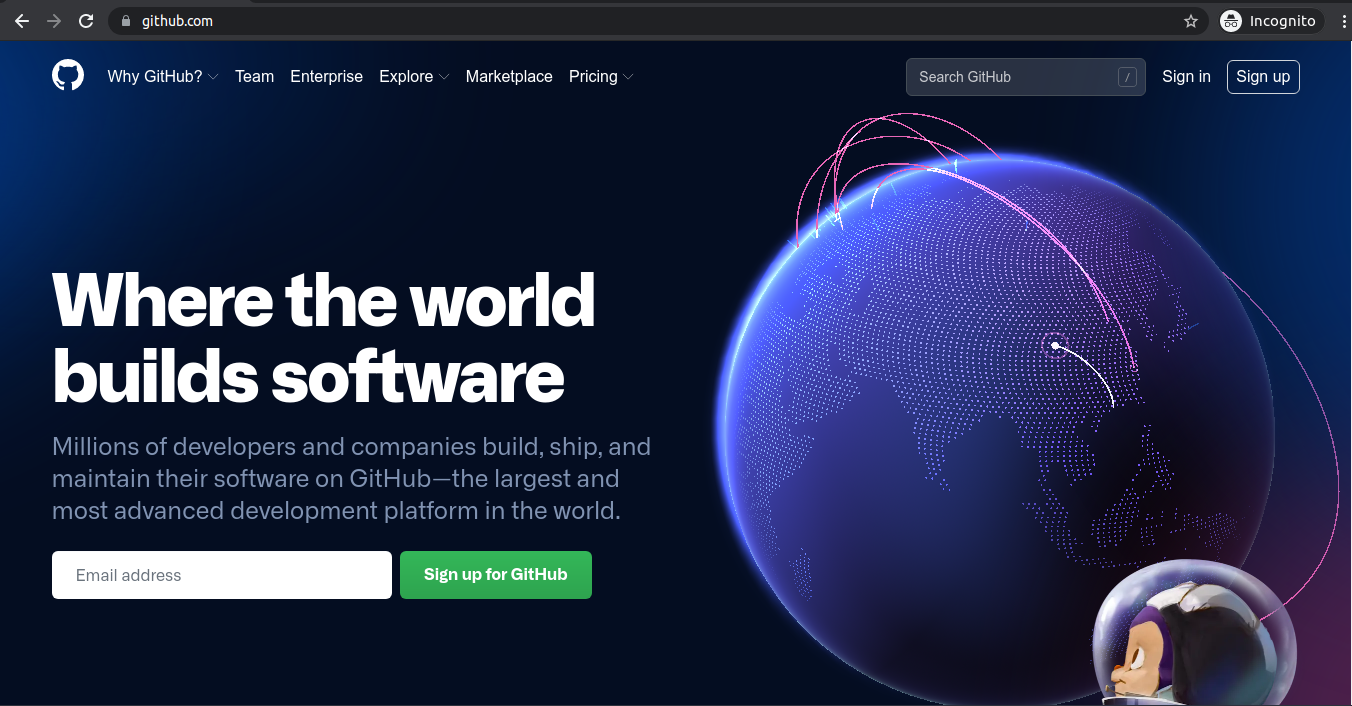 github.com
Incognito
Why GitHub?
Team
Enterprise
Explore
Marketplace
Pricing
Search GitHub
/
Sign in
Sign up
Where the world
builds software
Millions of developers and companies build, ship, and
maintain their software on GitHub—the largest and
most advanced development platform in the world.
Email address
Sign up for GitHub